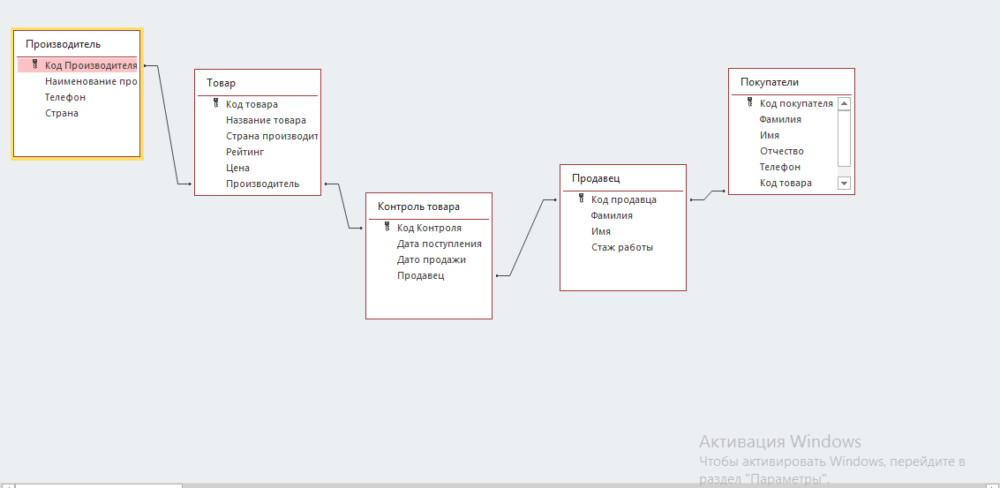 Производитель
Код Производителя
Наименование про
Телефон
Страна
Товар
Код товара
Название товара
Страна производит
Рейтинг
Цена
Производитель
Контроль товара
Код Контроля
Дата поступления
Дато продажи
Продавец
Продавец
Код продавца
Фамилия
Имя
Стаж работы
Покупатели
Код покупателя
Фамилия
Имя
Отчество
Телефон
Код товара
Активация Windows
Чтобы активировать Windows, перейдите в
раздел "Параметры".